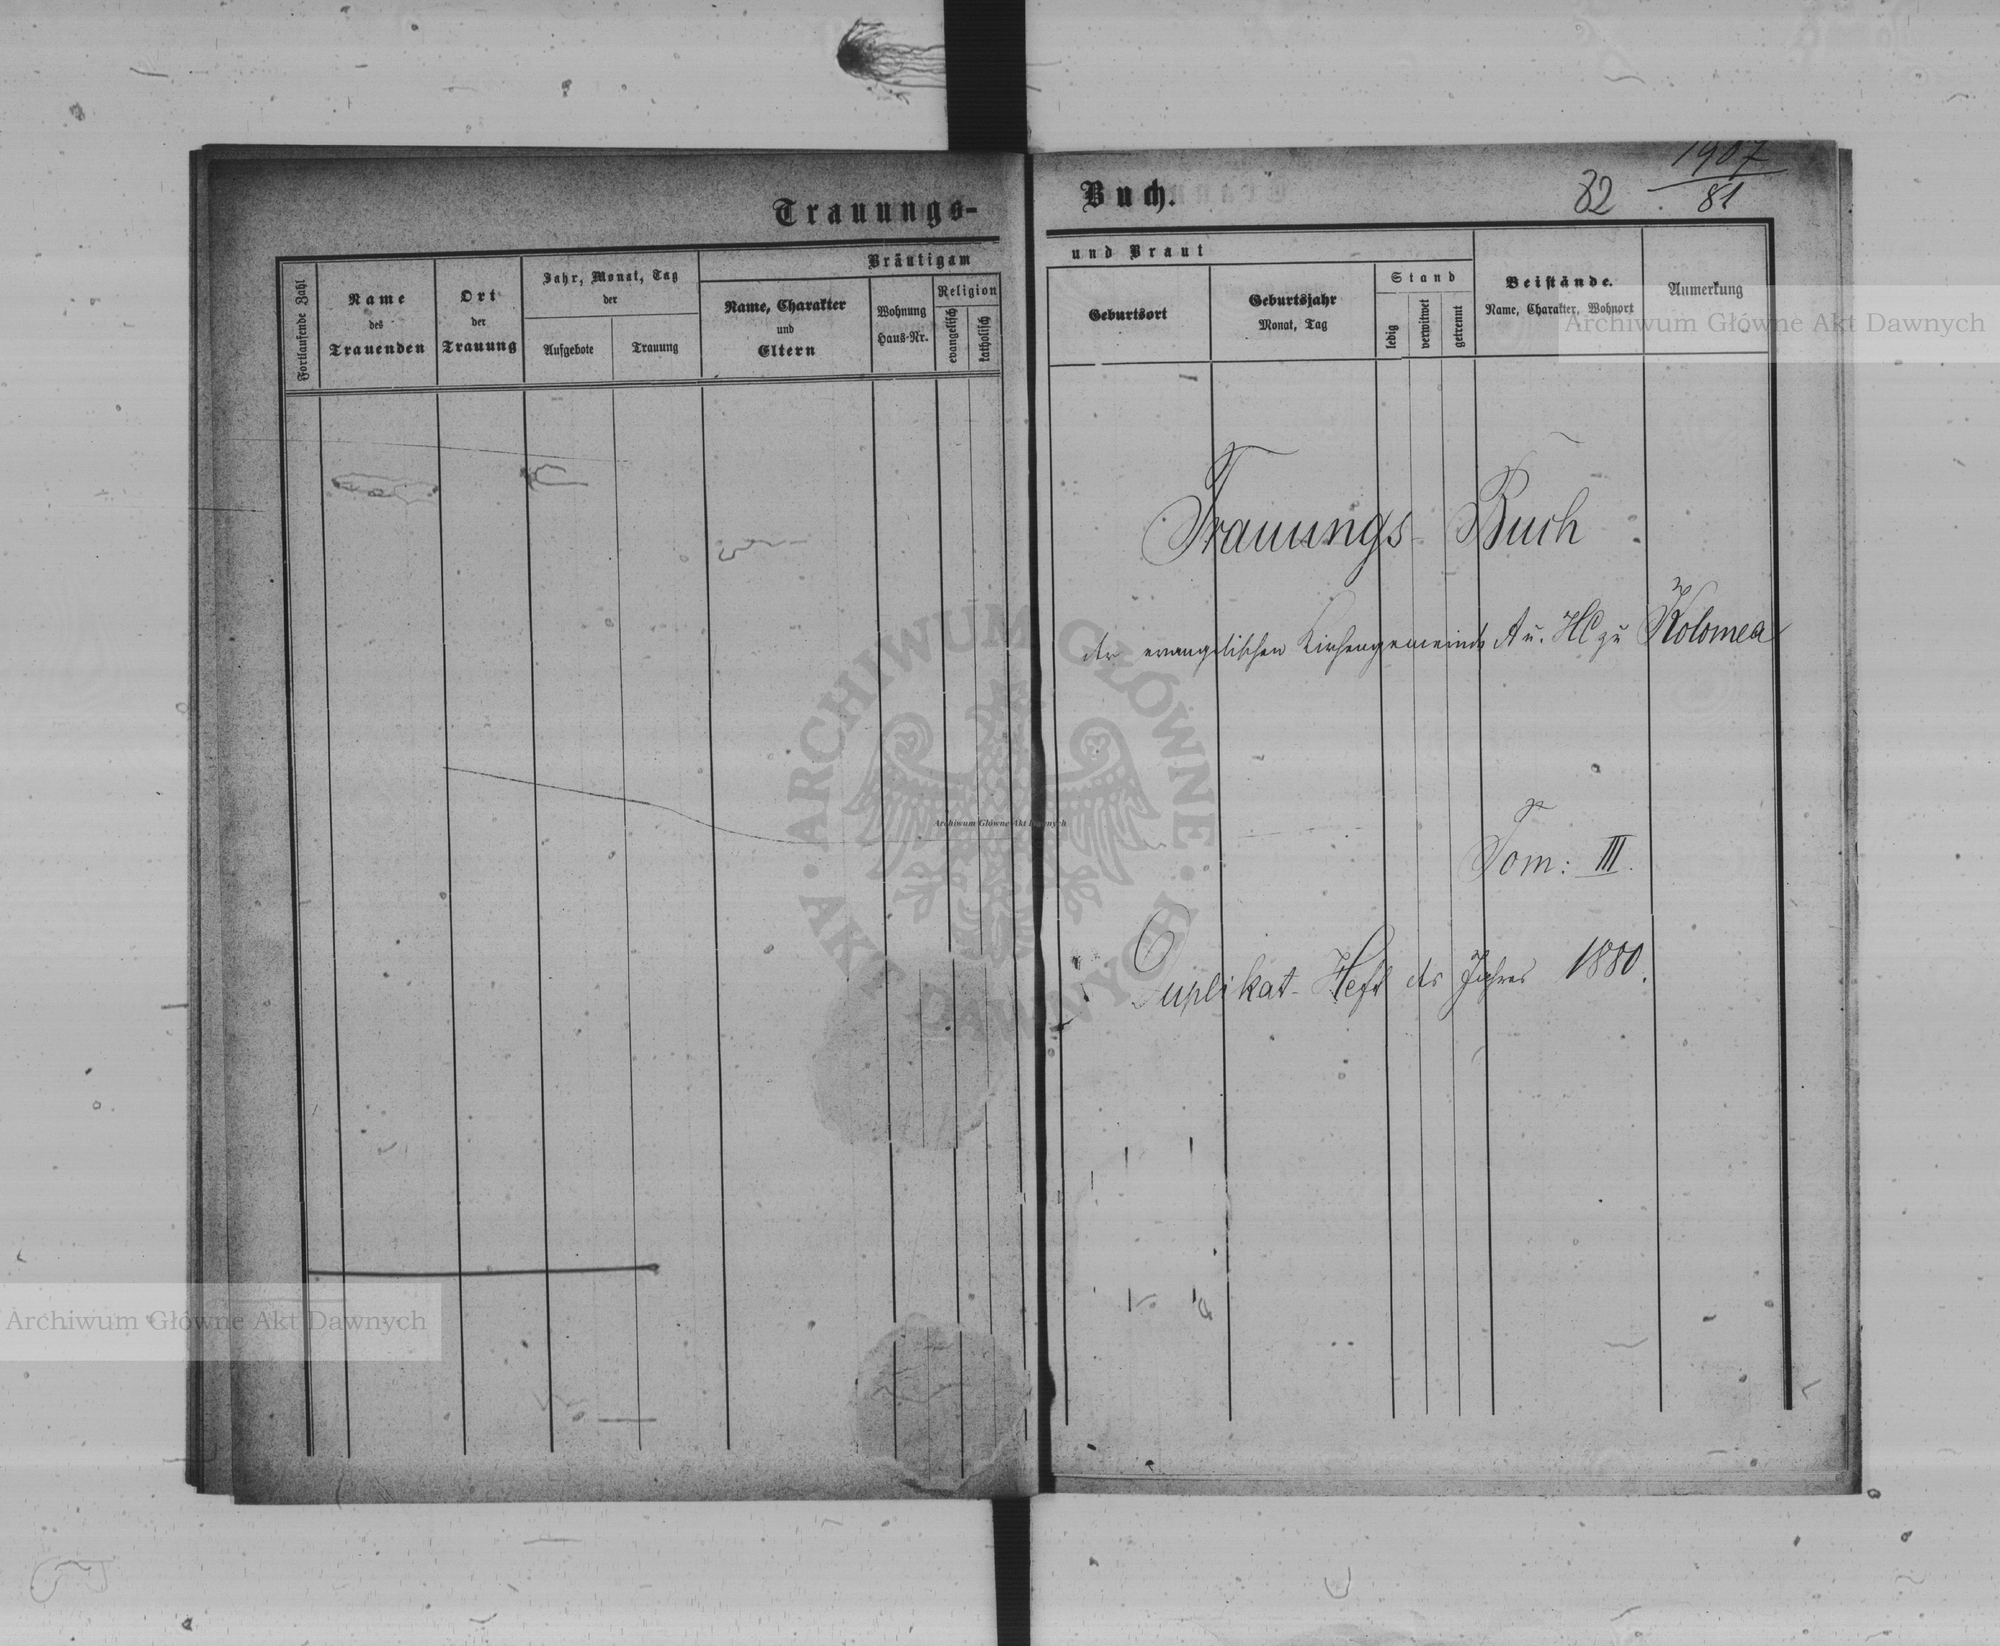 Trauungs-
Fortlaufende Zahl
Name
des
Trauenden
Ort
der
Trauung
Jahr, Monat, Tag
der
Aufgebote
Trauung
Bräutigam
Name, Charakter
und
Eltern
Wohnung
Haus-Nr.
Religion
evangelisch
katholisch
Buch.
82
1907
81
und Braut
Geburtsort
Geburtsjahr
Monat, Tag
Stand
ledig
verwitwet
getrennt
Beistände.
Name, Charakter, Wohnort
Anmerkung
Archiwum Główne Akt Dawnych
Trauungs-Buch
der evangelischen Kirchengemeinde A u. HC zu Kolomea
ARCHIWUM GŁÓWNE AKT DAWNYCH
Archiwum Główne Akt Dawnych
Tom: III.
Duplikat-Heft des Jahres 1880.
Archiwum Główne Akt Dawnych